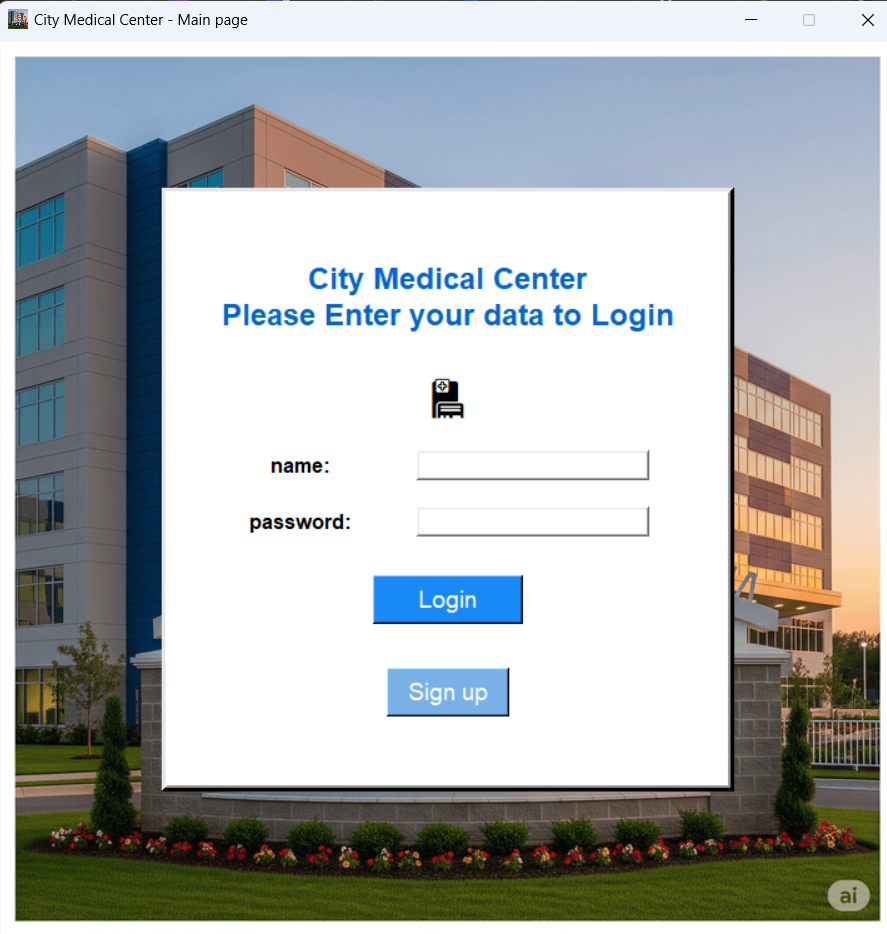 City Medical Center - Main page
City Medical Center
Please Enter your data to Login
name:
password:
Login
Sign up
ai